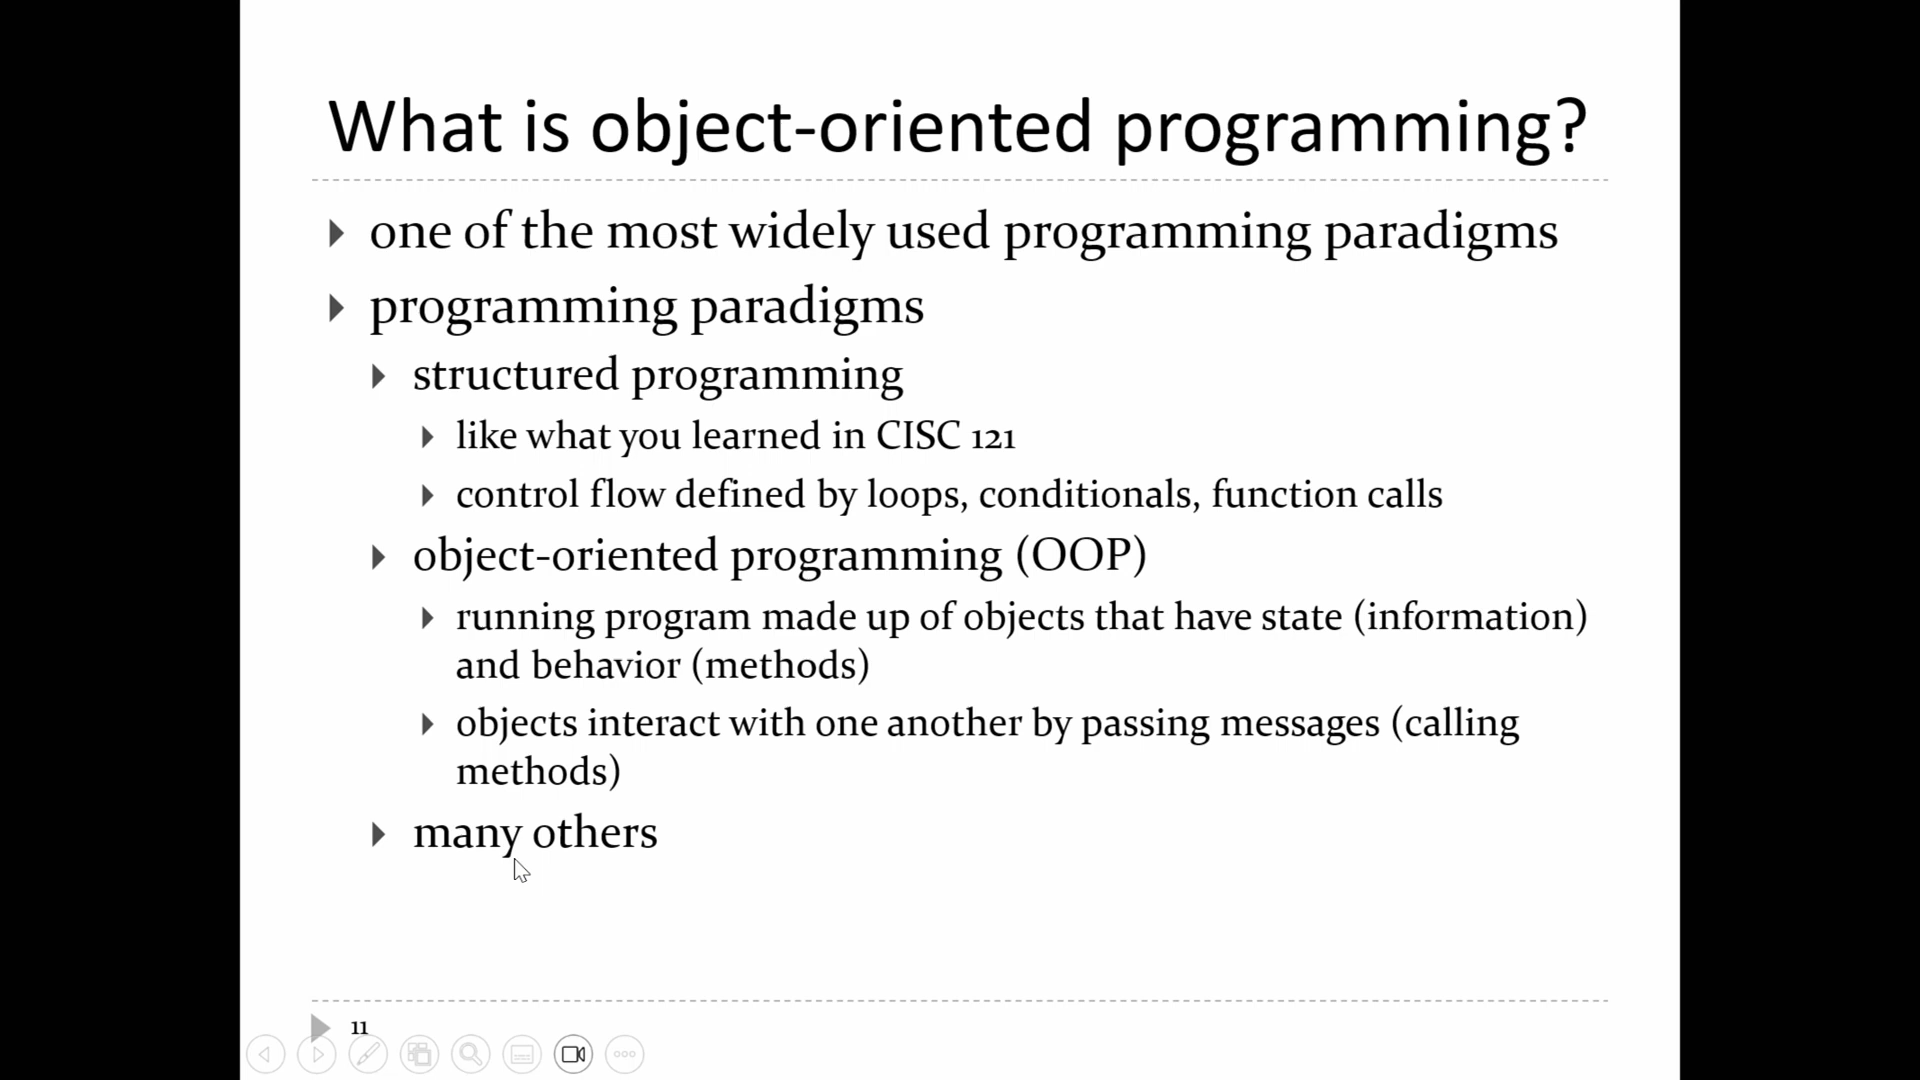 What is object-oriented programming?
one of the most widely used programming paradigms
programming paradigms
structured programming
like what you learned in CISC 121
control flow defined by loops, conditionals, function calls
object-oriented programming (OOP)
running program made up of objects that have state (information)
and behavior (methods)
objects interact with one another by passing messages (calling
methods)
many others
11